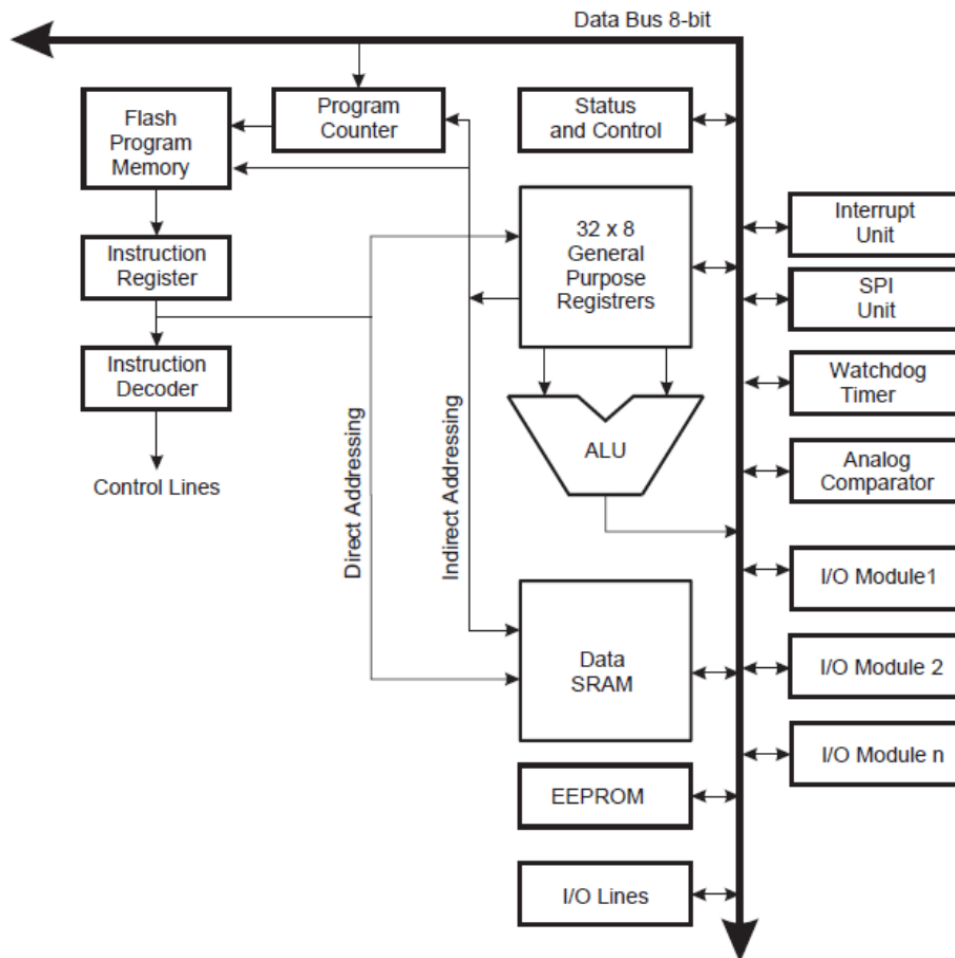 Data Bus 8-bit
Flash
Program
Memory
Program
Counter
Status
and Control
Instruction
Register
32 x 8
General
Purpose
Registrers
Interrupt
Unit
SPI
Unit
Instruction
Decoder
Watchdog
Timer
Control Lines
Direct Addressing
Indirect Addressing
ALU
Analog
Comparator
I/O Module1
Data
SRAM
I/O Module 2
I/O Module n
EEPROM
I/O Lines